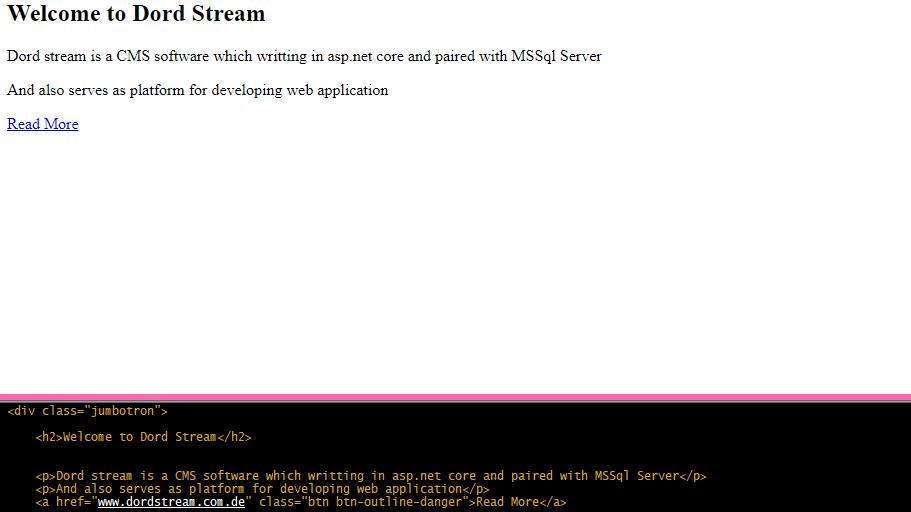 Welcome to Dord Stream
Dord stream is a CMS software which writting in asp.net core and paired with MSSql Server
And also serves as platform for developing web application
Read More
<div class="jumbotron">
<h2>Welcome to Dord Stream</h2>
<p>Dord stream is a CMS software which writting in asp.net core and paired with MSSql Server</p>
<p>And also serves as platform for developing web application</p>
<a href="www.dordstream.com.de" class="btn btn-outline-danger">Read More</a>